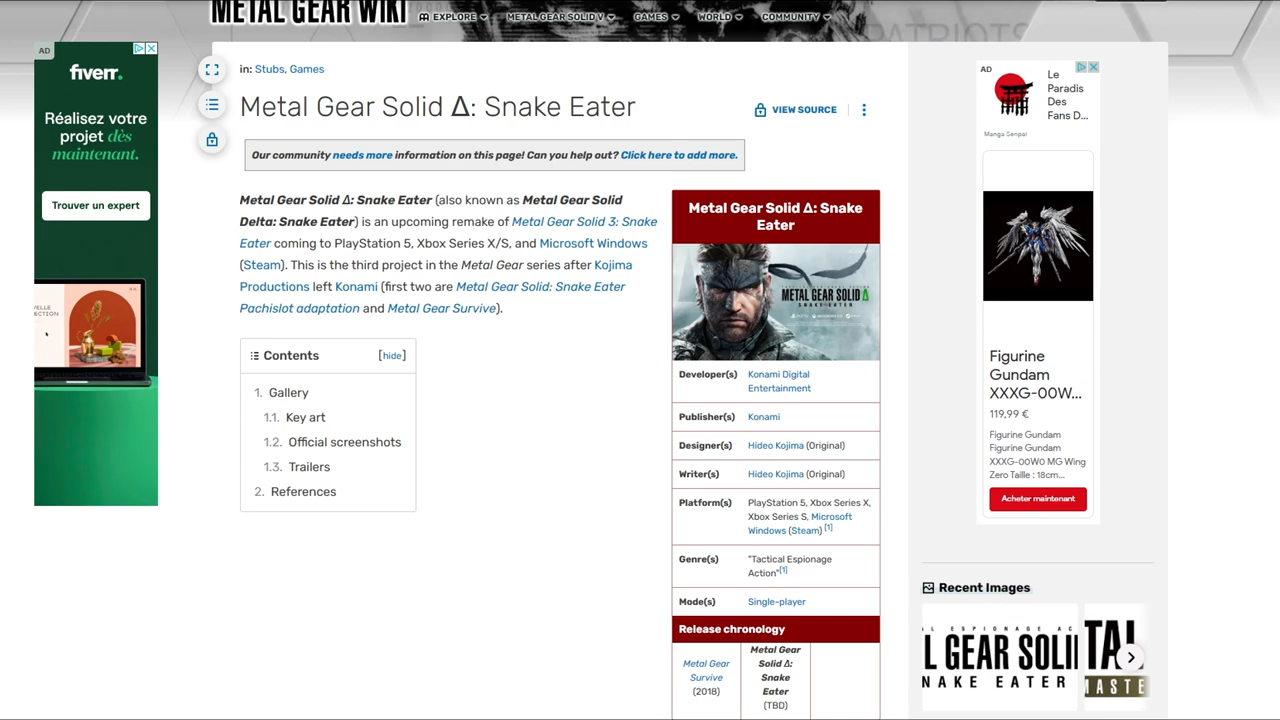 METAL GEAR WIKI
EXPLORE
METAL GEAR SOLID V
GAMES
WORLD
COMMUNITY
PATRIOTS
AD
fiverr.
Réalisez votre
projet dès
maintenant.
Trouver un expert
in: Stubs, Games
Metal Gear Solid Δ: Snake Eater
VIEW SOURCE
Our community needs more information on this page! Can you help out? Click here to add more.
Metal Gear Solid Δ: Snake Eater (also known as Metal Gear Solid
Delta: Snake Eater) is an upcoming remake of Metal Gear Solid 3: Snake
Eater coming to PlayStation 5, Xbox Series X/S, and Microsoft Windows
(Steam). This is the third project in the Metal Gear series after Kojima
Productions left Konami (first two are Metal Gear Solid: Snake Eater
Pachislot adaptation and Metal Gear Survive).
Contents [hide]
1. Gallery
1.1. Key art
1.2. Official screenshots
1.3. Trailers
2. References
Metal Gear Solid Δ: Snake
Eater
METAL GEAR SOLID Δ
SNAKE EATER
Developer(s) Konami Digital
Entertainment
Publisher(s) Konami
Designer(s) Hideo Kojima (Original)
Writer(s) Hideo Kojima (Original)
Platform(s) PlayStation 5, Xbox Series X,
Xbox Series S, Microsoft
Windows (Steam) [1]
Genre(s) "Tactical Espionage
Action"[1]
Mode(s) Single-player
Release chronology
Metal Gear
Survive
(2018)
Metal Gear
Solid Δ:
Snake
Eater
(TBD)
AD
Le
Paradis
Des
Fans D...
Manga Senpai
Figurine
Gundam
XXXG-00W...
119,99 €
Figurine Gundam
Figurine Gundam
XXXG-00W0 MG Wing
Zero Taille : 18cm...
Acheter maintenant
Recent Images
L GEAR SOLI
NAKE EATER
TAL
MASTE